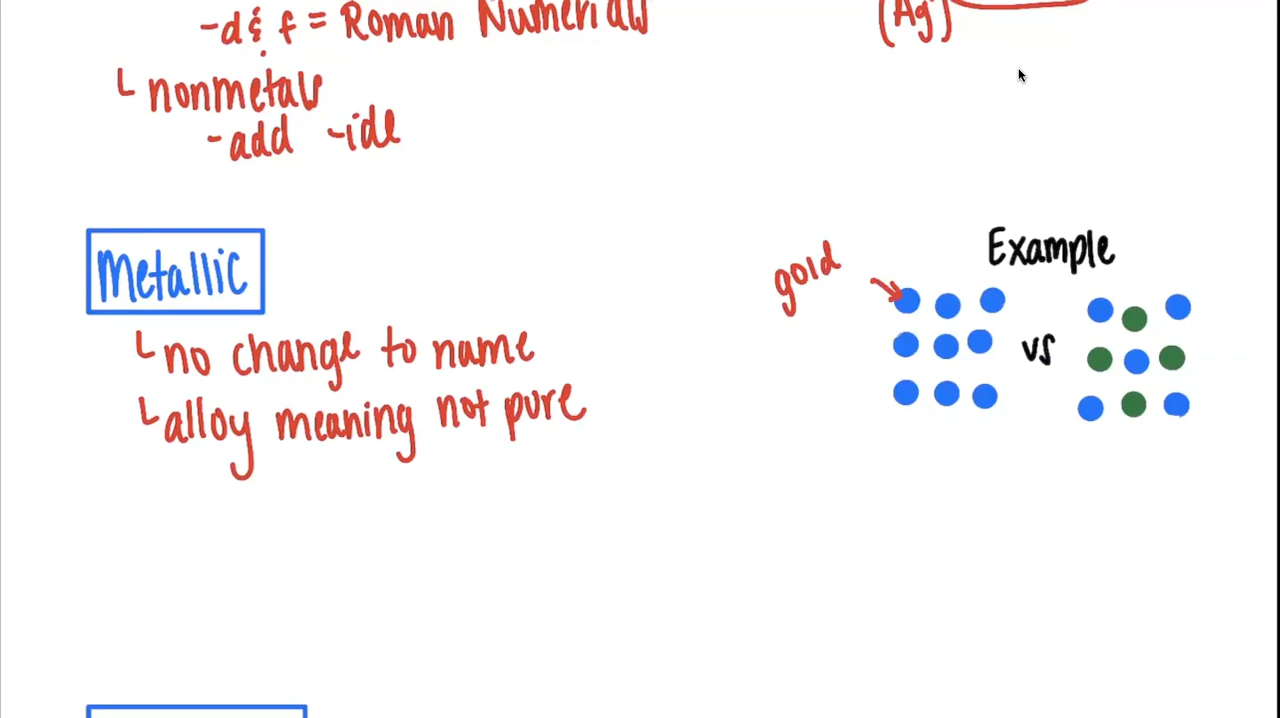 -d & f = Roman Numerals
(Ag
└ nonmetals
-add -ide
Metallic
└ no change to name
└ alloy meaning not pure
Example
gold
vs